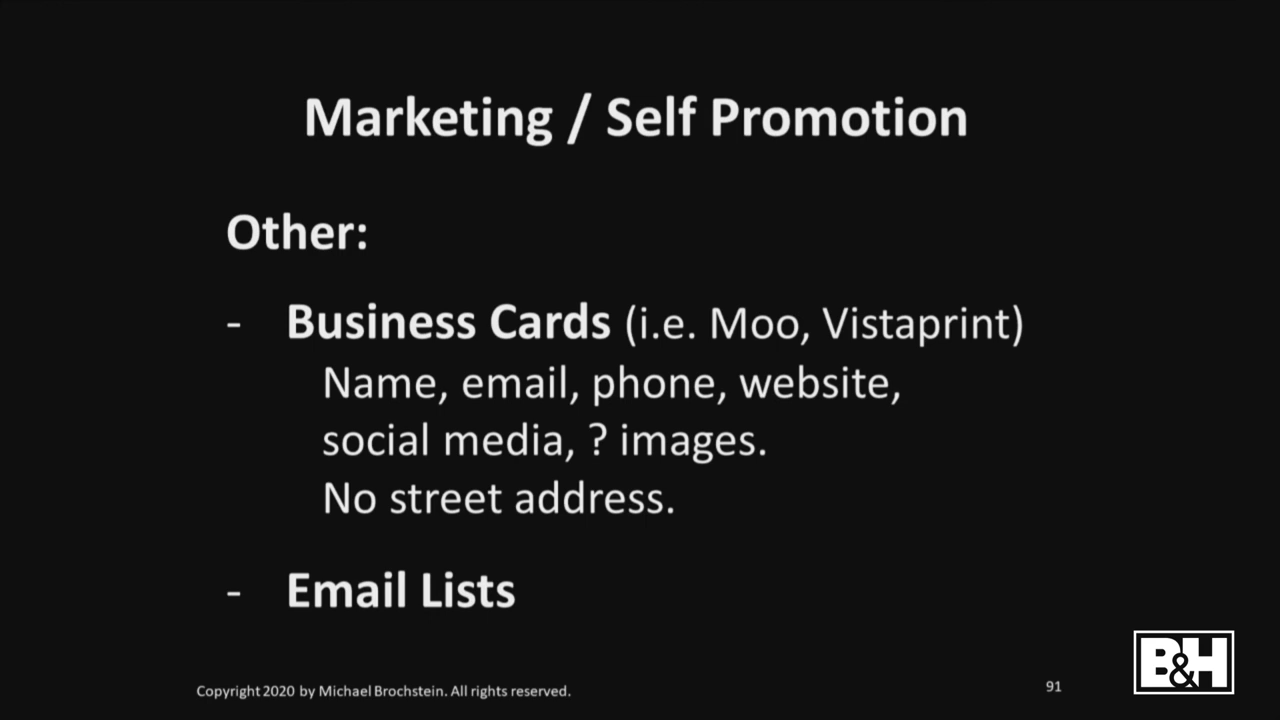 Marketing / Self Promotion
Other:
- Business Cards (i.e. Moo, Vistaprint)
Name, email, phone, website,
social media, ? images.
No street address.
- Email Lists
Copyright 2020 by Michael Brochstein. All rights reserved.
91
B&H